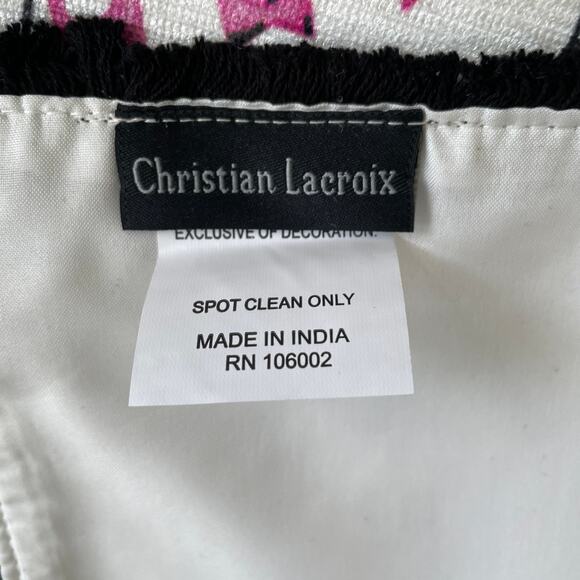 Christian Lacroix
EXCLUSIVE OF DECORATION.
SPOT CLEAN ONLY
MADE IN INDIA
RN 106002